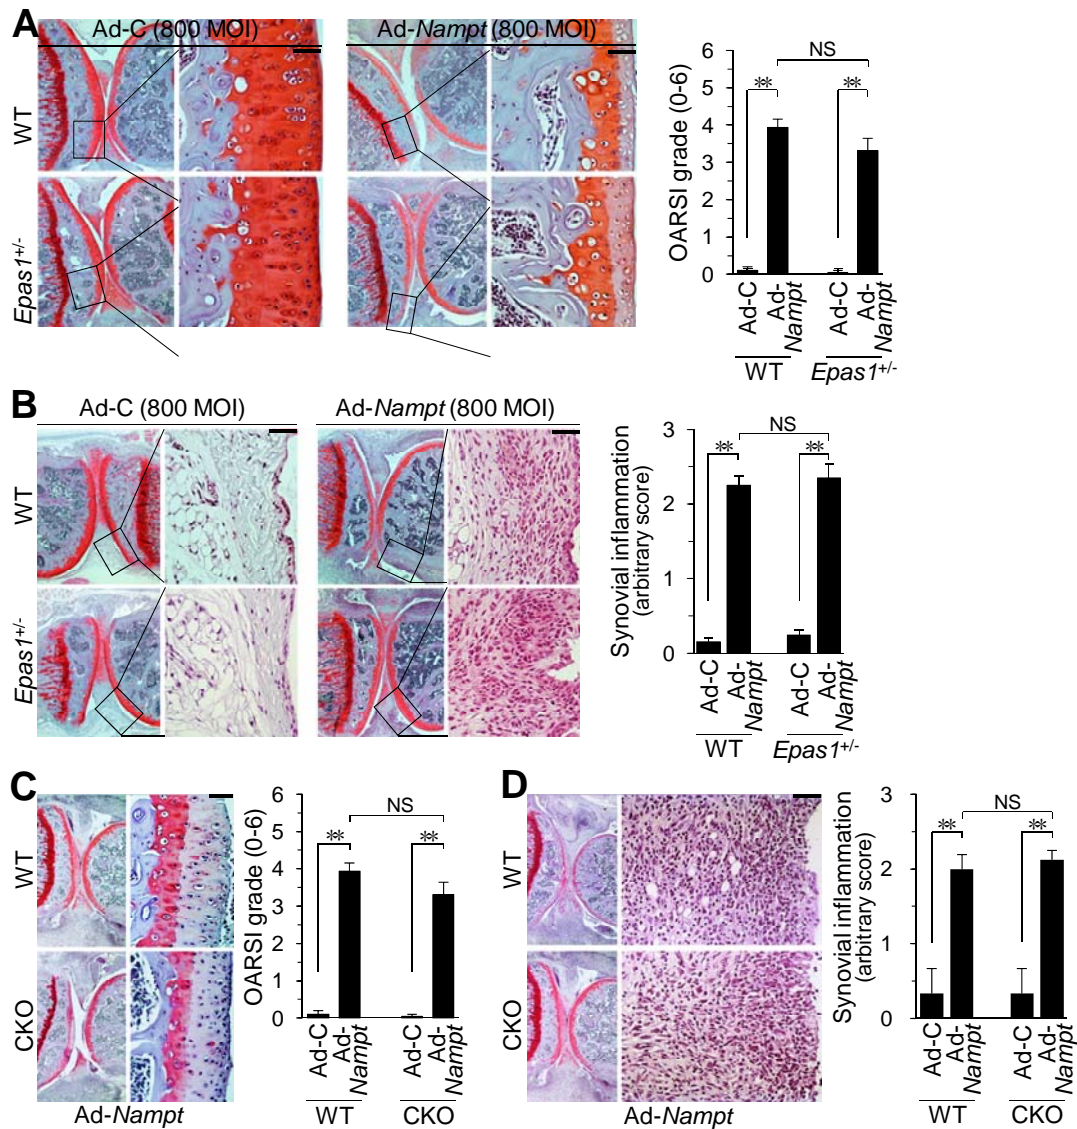 A
Ad-C (800 MOI)
Ad-Nampt (800 MOI)
WT
Epas1+/-
OARSI grade (0-6)
6
5
4
3
2
1
0
**
**
NS
Ad-C
Ad-Nampt
Ad-C
Ad-Nampt
WT
Epas1+/-
B
Ad-C (800 MOI)
Ad-Nampt (800 MOI)
WT
Epas1+/-
Synovial inflammation
(arbitrary score)
3
2
1
0
**
**
NS
Ad-C
Ad-Nampt
Ad-C
Ad-Nampt
WT
Epas1+/-
C
WT
CKO
Ad-Nampt
OARSI grade (0-6)
6
5
4
3
2
1
0
**
**
NS
Ad-C
Ad-Nampt
Ad-C
Ad-Nampt
WT
CKO
D
WT
CKO
Ad-Nampt
Synovial inflammation
(arbitrary score)
3
2
1
0
**
**
NS
Ad-C
Ad-Nampt
Ad-C
Ad-Nampt
WT
CKO